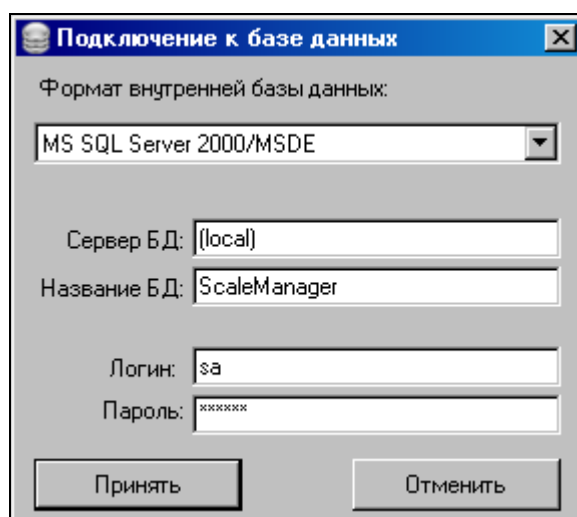 Подключение к базе данных
Формат внутренней базы данных:
MS SQL Server 2000/MSDE
Сервер БД: (local)
Название БД: ScaleManager
Логин: sa
Пароль: ××××××
Принять Отменить